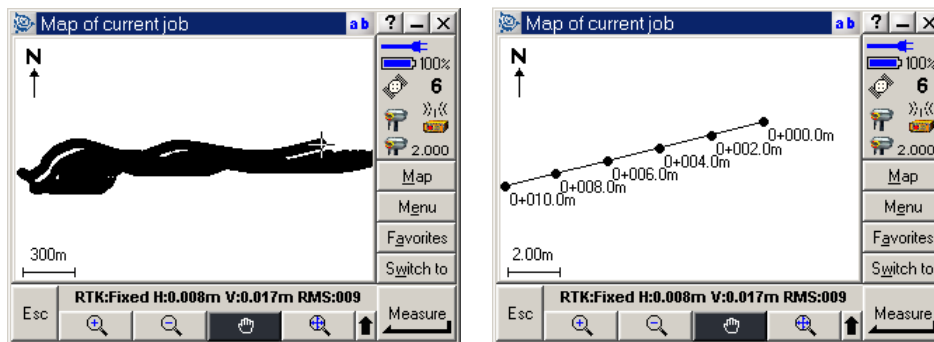 Map of current job
ab
?
N
100%
6
2.000
Map
Menu
Favorites
Switch to
300m
RTK:Fixed H:0.008m V:0.017m RMS:009
Esc
Measure
Map of current job
ab
?
N
100%
6
0+000.0m
0+002.0m
0+004.0m
0+006.0m
0+008.0m
0+010.0m
2.000
Map
Menu
Favorites
Switch to
2.00m
RTK:Fixed H:0.008m V:0.017m RMS:009
Esc
Measure